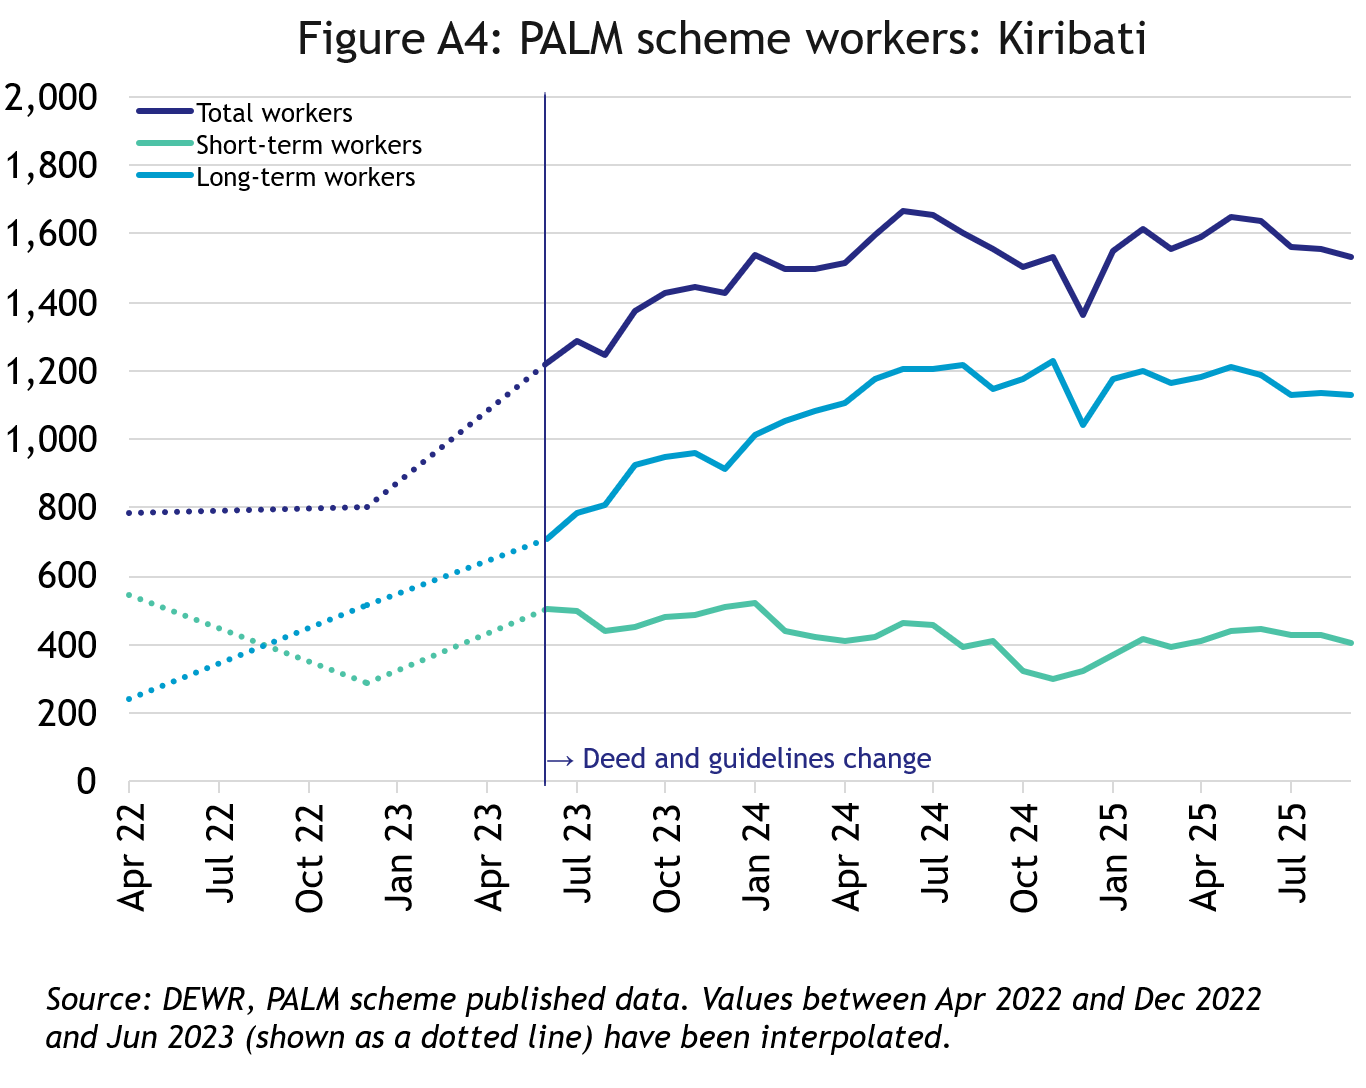 Figure A4: PALM scheme workers: Kiribati
2,000
1,800
1,600
1,400
1,200
1,000
800
600
400
200
0
Total workers
Short-term workers
Long-term workers
→ Deed and guidelines change
Apr 22
Jul 22
Oct 22
Jan 23
Apr 23
Jul 23
Oct 23
Jan 24
Apr 24
Jul 24
Oct 24
Jan 25
Apr 25
Jul 25
Source: DEWR, PALM scheme published data. Values between Apr 2022 and Dec 2022
and Jun 2023 (shown as a dotted line) have been interpolated.